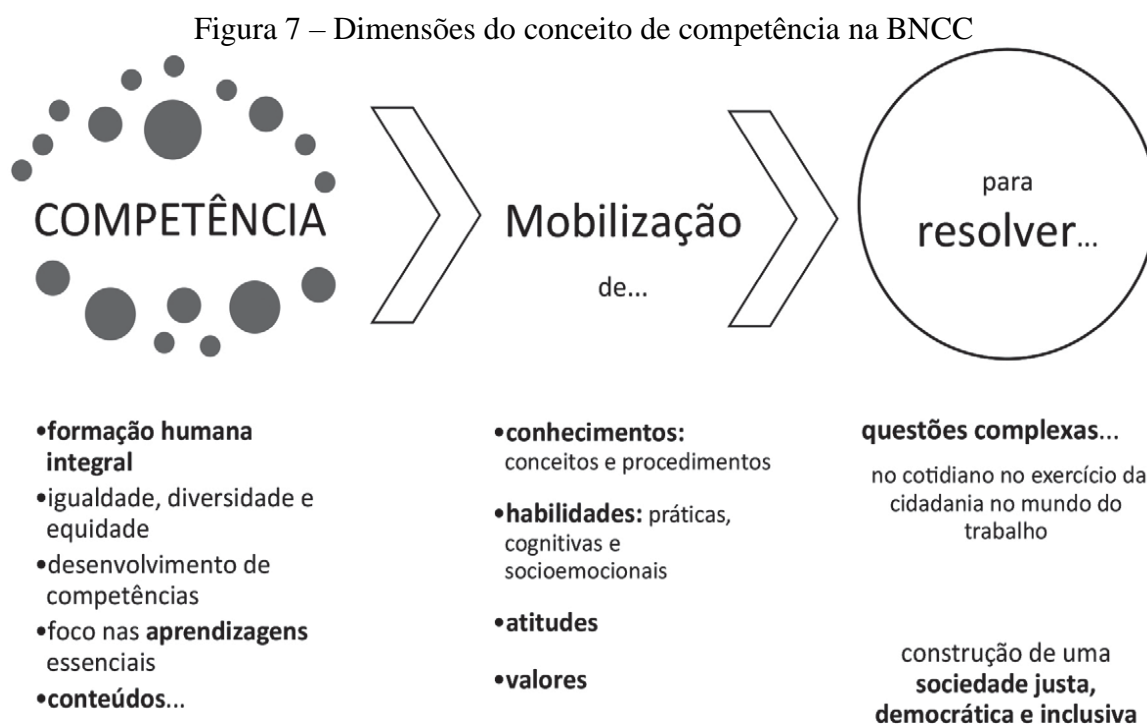 Figura 7 – Dimensões do conceito de competência na BNCC
COMPETÊNCIA
Mobilização
de...
para
resolver...
•formação humana
integral
•igualdade, diversidade e
equidade
•desenvolvimento de
competências
•foco nas aprendizagens
essenciais
•conteúdos...
•conhecimentos:
conceitos e procedimentos
•habilidades: práticas,
cognitivas e
socioemocionais
•atitudes
•valores
questões complexas...
no cotidiano no exercício da
cidadania no mundo do
trabalho
construção de uma
sociedade justa,
democrática e inclusiva